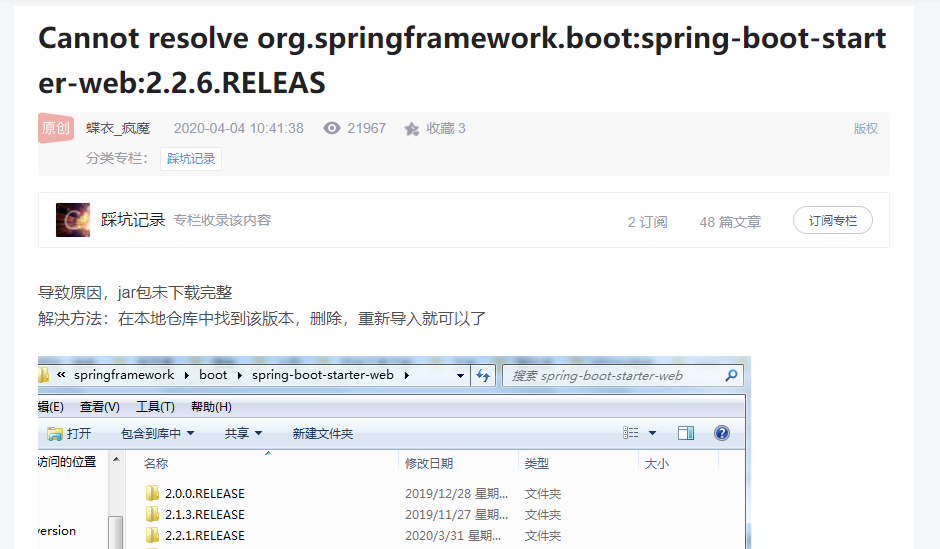 Cannot resolve org.springframework.boot:spring-boot-start
er-web:2.2.6.RELEAS
原创 蝶衣_疯魔 2020-04-04 10:41:38 21967 收藏 3 版权
分类专栏： 踩坑记录
踩坑记录 专栏收录该内容 2 订阅 48 篇文章 订阅专栏
导致原因，jar包未下载完整
解决方法：在本地仓库中找到该版本，删除，重新导入就可以了
« springframework boot spring-boot-starter-web 搜索 spring-boot-starter-web
辑(E) 查看(V) 工具(T) 帮助(H)
打开 包含到库中 共享 新建文件夹
访问的位置 名称 修改日期 类型 大小
2.0.0.RELEASE 2019/12/28 星期... 文件夹
2.1.3.RELEASE 2019/11/27 星期... 文件夹
version 2.2.1.RELEASE 2020/3/31 星期... 文件夹